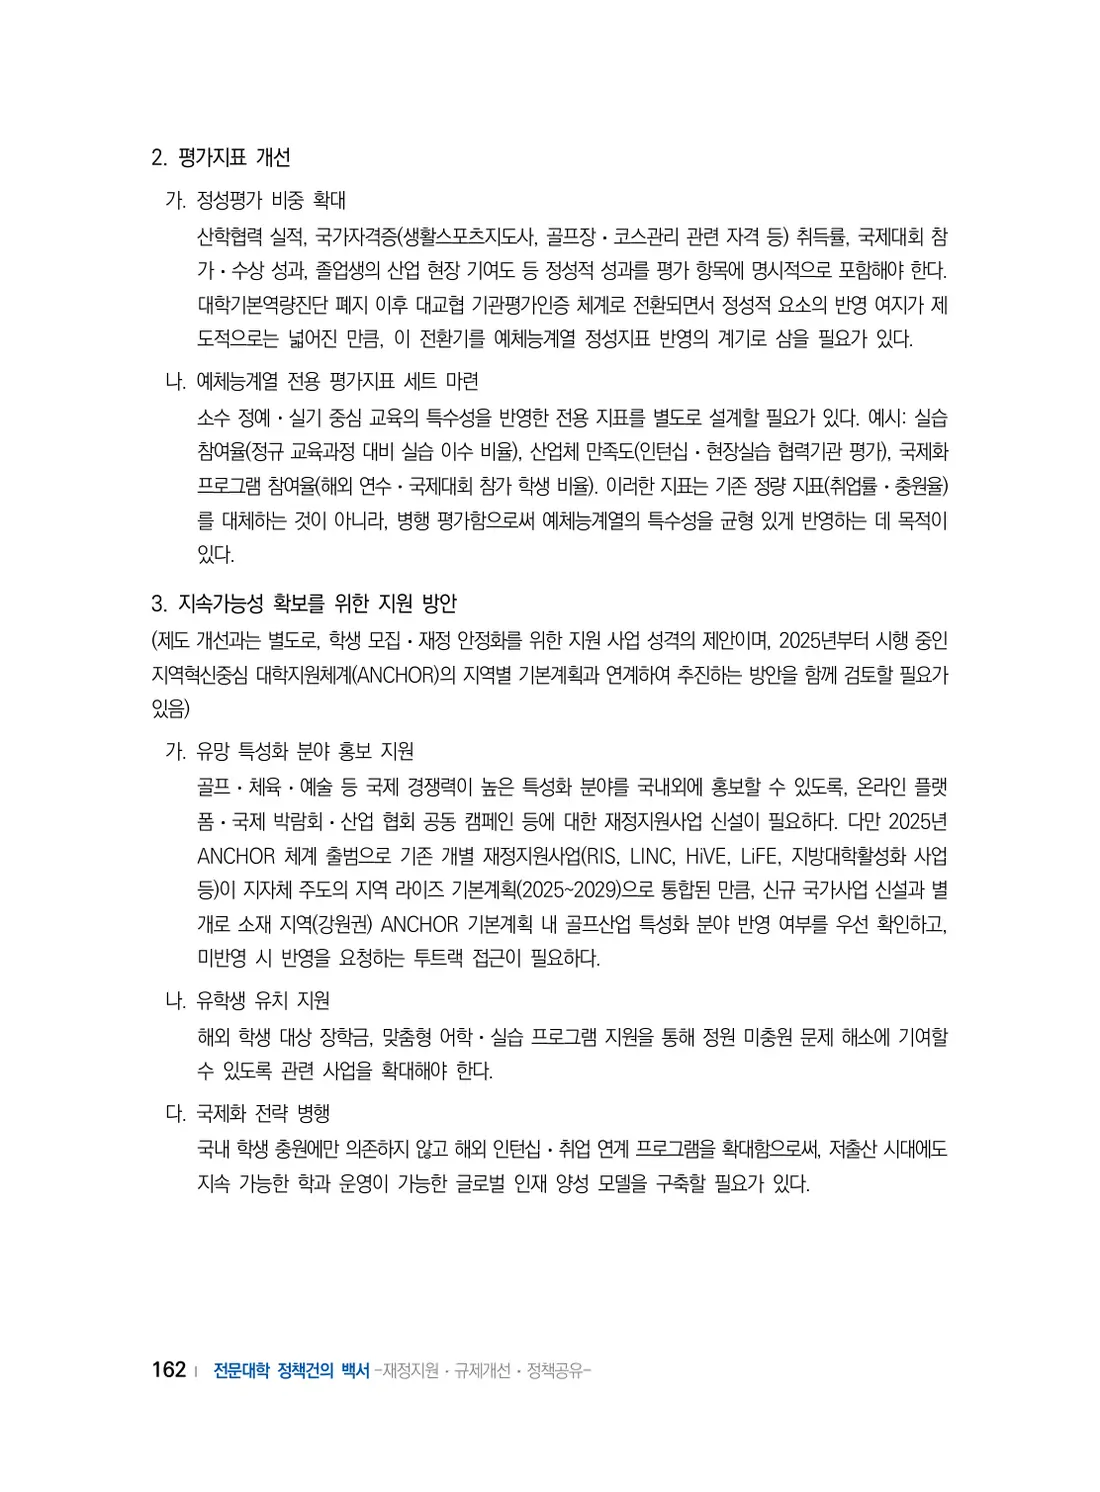 2. 평가지표 개선
가. 정성평가 비중 확대
산학협력 실적, 국가자격증(생활스포츠지도사, 골프장·코스관리 관련 자격 등) 취득률, 국제대회 참
가·수상 성과, 졸업생의 산업 현장 기여도 등 정성적 성과를 평가 항목에 명시적으로 포함해야 한다.
대학기본역량진단 폐지 이후 대교협 기관평가인증 체계로 전환되면서 정성적 요소의 반영 여지가 제
도적으로는 넓어진 만큼, 이 전환기를 예체능계열 정성지표 반영의 계기로 삼을 필요가 있다.
나. 예체능계열 전용 평가지표 세트 마련
소수 정예·실기 중심 교육의 특수성을 반영한 전용 지표를 별도로 설계할 필요가 있다. 예시: 실습
참여율(정규 교육과정 대비 실습 이수 비율), 산업체 만족도(인턴십·현장실습 협력기관 평가), 국제화
프로그램 참여율(해외 연수·국제대회 참가 학생 비율). 이러한 지표는 기존 정량 지표(취업률·충원율)
를 대체하는 것이 아니라, 병행 평가함으로써 예체능계열의 특수성을 균형 있게 반영하는 데 목적이
있다.
3. 지속가능성 확보를 위한 지원 방안
(제도 개선과는 별도로, 학생 모집·재정 안정화를 위한 지원 사업 성격의 제안이며, 2025년부터 시행 중인
지역혁신중심 대학지원체계(ANCHOR)의 지역별 기본계획과 연계하여 추진하는 방안을 함께 검토할 필요가
있음)
가. 유망 특성화 분야 홍보 지원
골프·체육·예술 등 국제 경쟁력이 높은 특성화 분야를 국내외에 홍보할 수 있도록, 온라인 플랫
폼·국제 박람회·산업 협회 공동 캠페인 등에 대한 재정지원사업 신설이 필요하다. 다만 2025년
ANCHOR 체계 출범으로 기존 개별 재정지원사업(RIS, LINC, HiVE, LiFE, 지방대학활성화 사업
등)이 지자체 주도의 지역 라이즈 기본계획(2025~2029)으로 통합된 만큼, 신규 국가사업 신설과 별
개로 소재 지역(강원권) ANCHOR 기본계획 내 골프산업 특성화 분야 반영 여부를 우선 확인하고,
미반영 시 반영을 요청하는 투트랙 접근이 필요하다.
나. 유학생 유치 지원
해외 학생 대상 장학금, 맞춤형 어학·실습 프로그램 지원을 통해 정원 미충원 문제 해소에 기여할
수 있도록 관련 사업을 확대해야 한다.
다. 국제화 전략 병행
국내 학생 충원에만 의존하지 않고 해외 인턴십·취업 연계 프로그램을 확대함으로써, 저출산 시대에도
지속 가능한 학과 운영이 가능한 글로벌 인재 양성 모델을 구축할 필요가 있다.
162 | 전문대학 정책건의 백서 -재정지원·규제개선·정책공유-